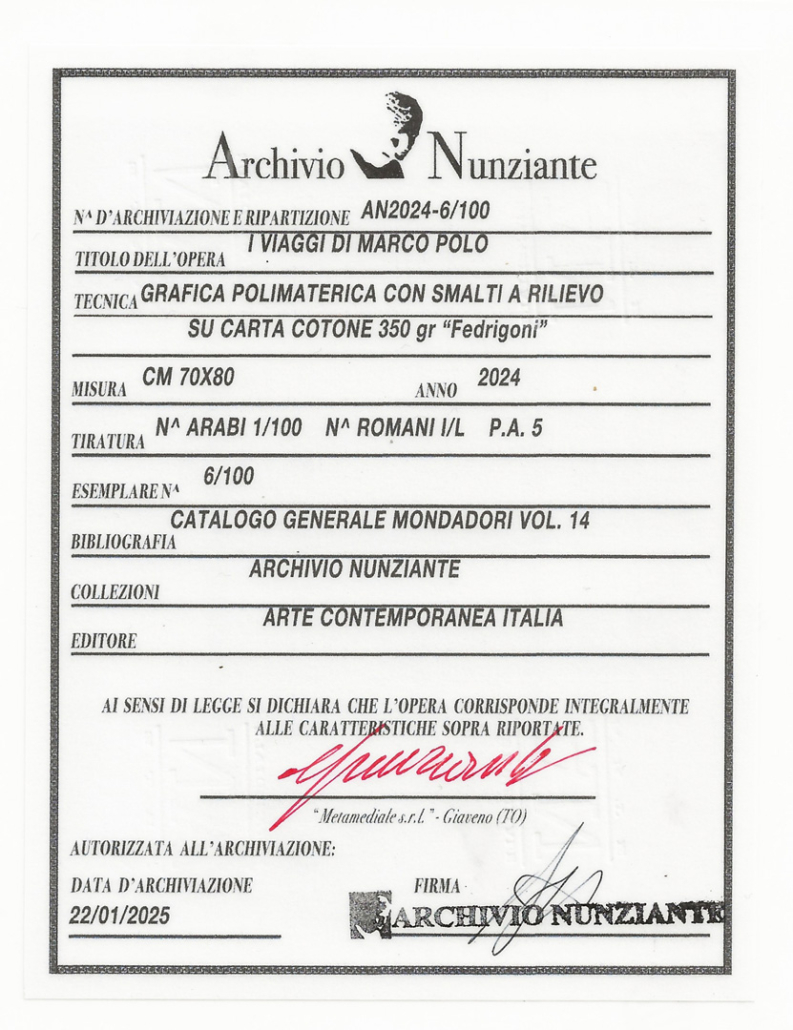 Archivio Nunziante
N^ D'ARCHIVIAZIONE E RIPARTIZIONE AN2024-6/100
TITOLO DELL'OPERA I VIAGGI DI MARCO POLO
TECNICA GRAFICA POLIMATERICA CON SMALTI A RILIEVO
SU CARTA COTONE 350 gr "Fedrigoni"
MISURA CM 70X80 ANNO 2024
TIRATURA N^ ARABI 1/100 N^ ROMANI I/L P.A. 5
ESEMPLARE N^ 6/100
BIBLIOGRAFIA CATALOGO GENERALE MONDADORI VOL. 14
COLLEZIONI ARCHIVIO NUNZIANTE
EDITORE ARTE CONTEMPORANEA ITALIA
AI SENSI DI LEGGE SI DICHIARA CHE L'OPERA CORRISPONDE INTEGRALMENTE
ALLE CARATTERISTICHE SOPRA RIPORTATE.
Nunziante
"Metamediale s.r.l." - Giaveno (TO)
AUTORIZZATA ALL'ARCHIVIAZIONE:
DATA D'ARCHIVIAZIONE FIRMA
22/01/2025 ARCHIVIO NUNZIANTE